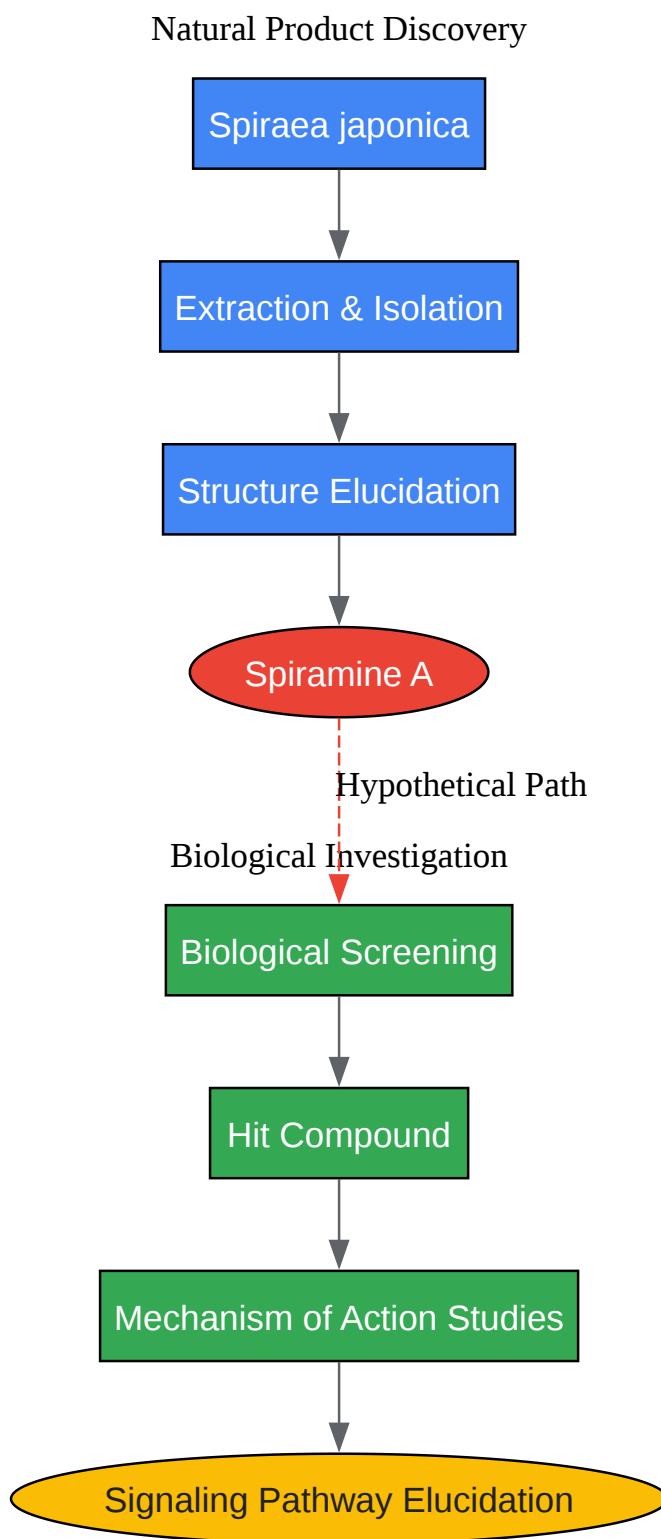 Natural Product Discovery
Spiraea japonica
Extraction & Isolation
Structure Elucidation
Spiramine A
Hypothetical Path
Biological Investigation
Biological Screening
Hit Compound
Mechanism of Action Studies
Signaling Pathway Elucidation